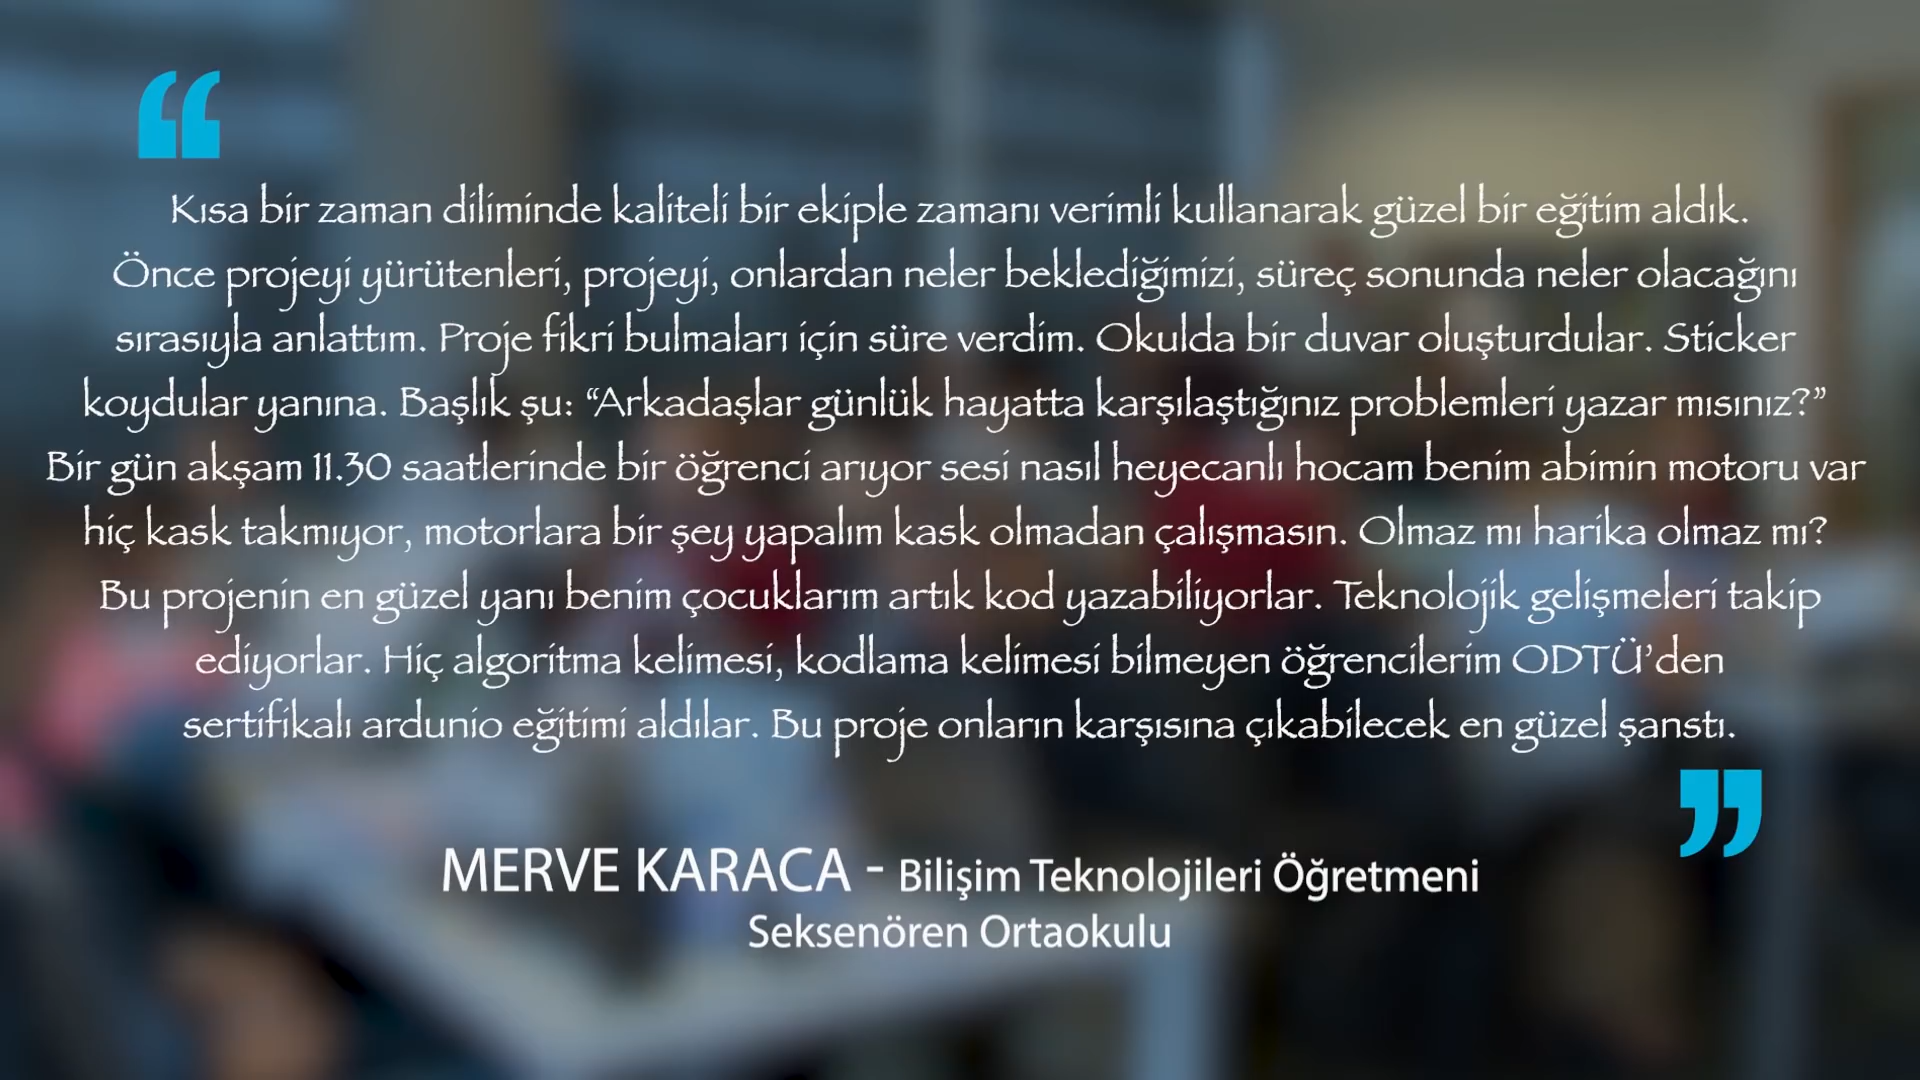 “
Kısa bir zaman diliminde kaliteli bir ekiple zamanı verimli kullanarak güzel bir eğitim aldık.
Önce projeyi yürütenleri, projeyi, onlardan neler beklediğimizi, süreç sonunda neler olacağını
sırasıyla anlattım. Proje fikri bulmaları için süre verdim. Okulda bir duvar oluşturdular. Sticker
koydular yanına. Başlık şu: “Arkadaşlar günlük hayatta karşılaştığınız problemleri yazar mısınız?”
Bir gün akşam 11.30 saatlerinde bir öğrenci arıyor sesi nasıl heyecanlı hocam benim abimin motoru var
hiç kask takmıyor, motorlara bir şey yapalım kask olmadan çalışmasın. Olmaz mı harika olmaz mı?
Bu projenin en güzel yanı benim çocuklarım artık kod yazabiliyorlar. Teknolojik gelişmeleri takip
ediyorlar. Hiç algoritma kelimesi, kodlama kelimesi bilmeyen öğrencilerim ODTÜ’den
sertifikalı ardunio eğitimi aldılar. Bu proje onların karşısına çıkabilecek en güzel şanstı.
”
MERVE KARACA - Bilişim Teknolojileri Öğretmeni
Seksenören Ortaokulu